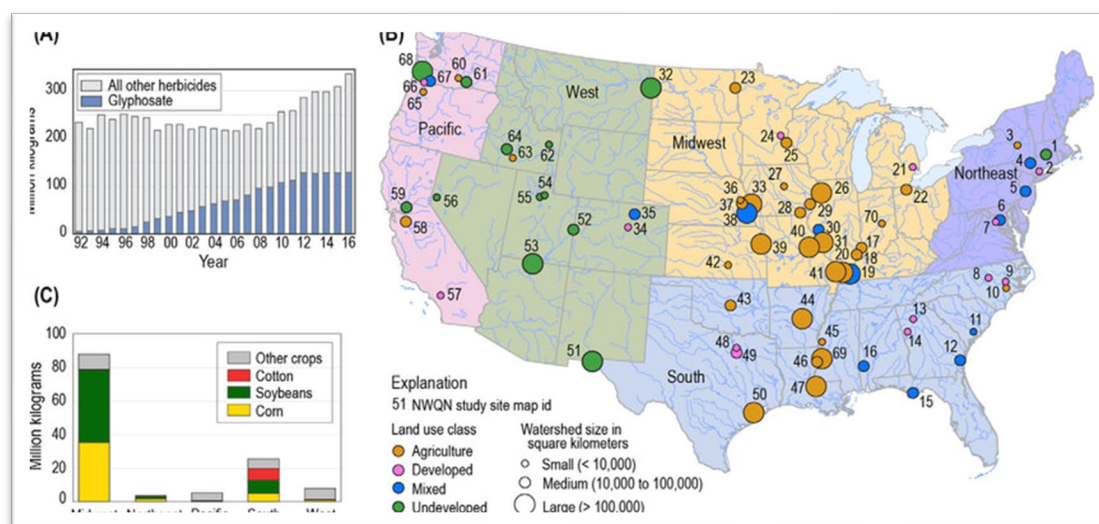 (A)
300
200
100
0
Million kilograms
All other herbicides
Glyphosate
92 94 96 98 00 02 04 06 08 10 12 14 16
Year
(B)
68
67
60
61
66
65
32
23
West
Pacific
64
63
62
24
25
Midwest
21
3
1
4
2
Northeast
5
6
7
59
58
56
54
55
52
53
35
34
27
36
33
37
38
26
28
29
22
70
30
40
31
39
20
17
18
41
19
42
57
8
9
10
43
44
13
14
11
12
45
48
49
46
69
16
15
47
50
51
South
Explanation
51 NWQN study site map id
Land use class
Agriculture
Developed
Mixed
Undeveloped
Watershed size in
square kilometers
Small (< 10,000)
Medium (10,000 to 100,000)
Large (> 100,000)
(C)
100
80
60
40
20
0
Million kilograms
Other crops
Cotton
Soybeans
Corn
Midwest Northeast Pacific South West